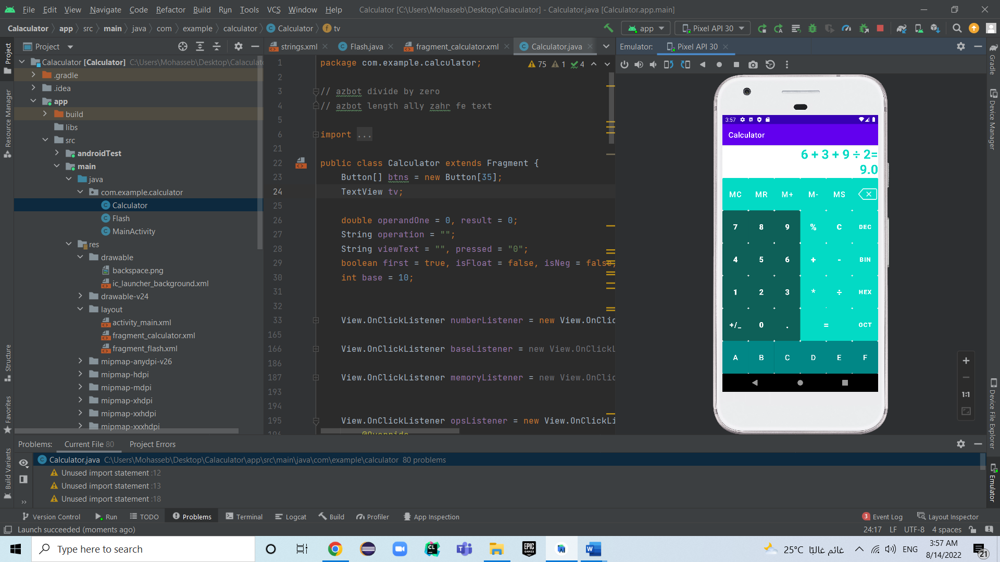 File Edit View Navigate Code Refactor Build Run Tools VCS Window Help Calculator [C:\Users\Mohasseb\Desktop\Calaculator] - Calculator.java [Calculator.app.main]
Calaculator app src main java com example calculator Calculator tv app Pixel API 30
Project
strings.xml Flash.java fragment_calculator.xml Calculator.java
Emulator: Pixel API 30
Calaculator [Calculator] C:\Users\Mohasseb\Desktop\Calaculato
.gradle
.idea
app
build
libs
src
androidTest
main
java
com.example.calculator
Calculator
Flash
MainActivity
res
drawable
backspace.png
ic_launcher_background.xml
drawable-v24
layout
activity_main.xml
fragment_calculator.xml
fragment_flash.xml
mipmap-anydpi-v26
mipmap-hdpi
mipmap-mdpi
mipmap-xhdpi
mipmap-xxhdpi
mipmap-xxxhdpi
Project
Resource Manager
Structure
Favorites
Build Variants
75 1 4
1 package com.example.calculator;
2
3 // azbot divide by zero
4 // azbot length ally zahr fe text
5
6 import ...
21
22 public class Calculator extends Fragment {
23 Button[] btns = new Button[35];
24 TextView tv;
25
26 double operandOne = 0, result = 0;
27 String operation = "";
28 String viewText = "", pressed = "0";
29 boolean first = true, isFloat = false, isNeg = false,
30 int base = 10;
31
32
33 View.OnClickListener numberListener = new View.OnClic
165
166 View.OnClickListener baseListener = new View.OnClickL
186
187 View.OnClickListener memoryListener = new View.OnClic
193
194
195 View.OnClickListener opsListener = new View.OnClickLi
196 @Override
3:57
Calculator
6 + 3 + 9 ÷ 2=
9.0
MC MR M+ M- MS
7 8 9 % C DEC
4 5 6 + - BIN
1 2 3 * ÷ HEX
+/_ 0 . = OCT
A B C D E F
1:1
Gradle
Device Manager
Device File Explorer
Emulator
Problems: Current File 80 Project Errors
Calculator.java C:\Users\Mohasseb\Desktop\Calaculator\app\src\main\java\com\example\calculator 80 problems
Unused import statement :12
Unused import statement :13
Unused import statement :18
Version Control Run TODO Problems Terminal Logcat Build Profiler App Inspection 3 Event Log Layout Inspector
Launch succeeded (moments ago) 24:17 LF UTF-8 4 spaces
Type here to search
CL
EPIC GAMES
W
25°C غائم غالبًا ENG
3:57 AM
8/14/2022
21